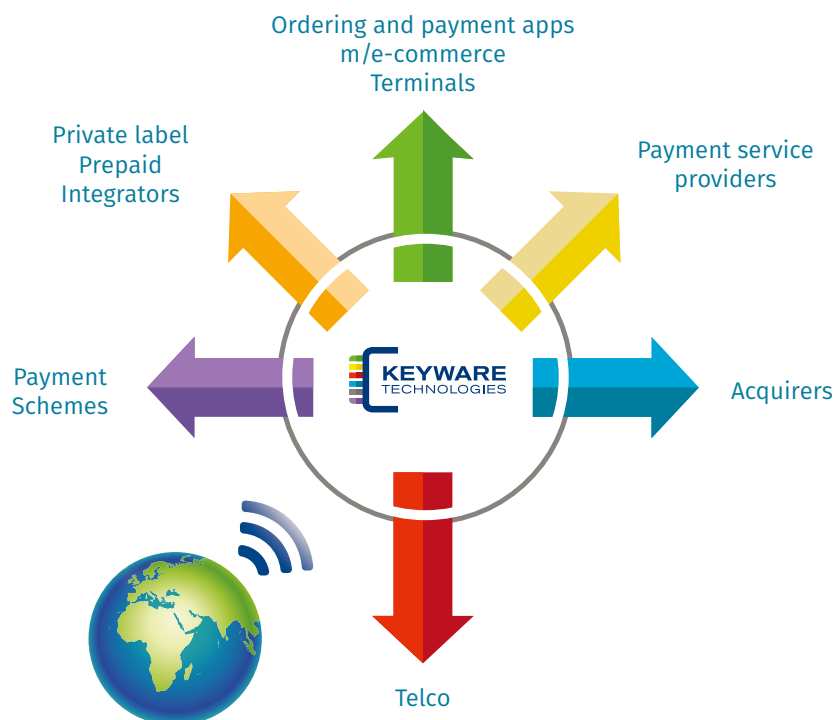 Ordering and payment apps
m/e-commerce
Terminals
Private label
Prepaid
Integrators
Payment service
providers
Payment
Schemes
KEYWARE
TECHNOLOGIES
Acquirers
Telco